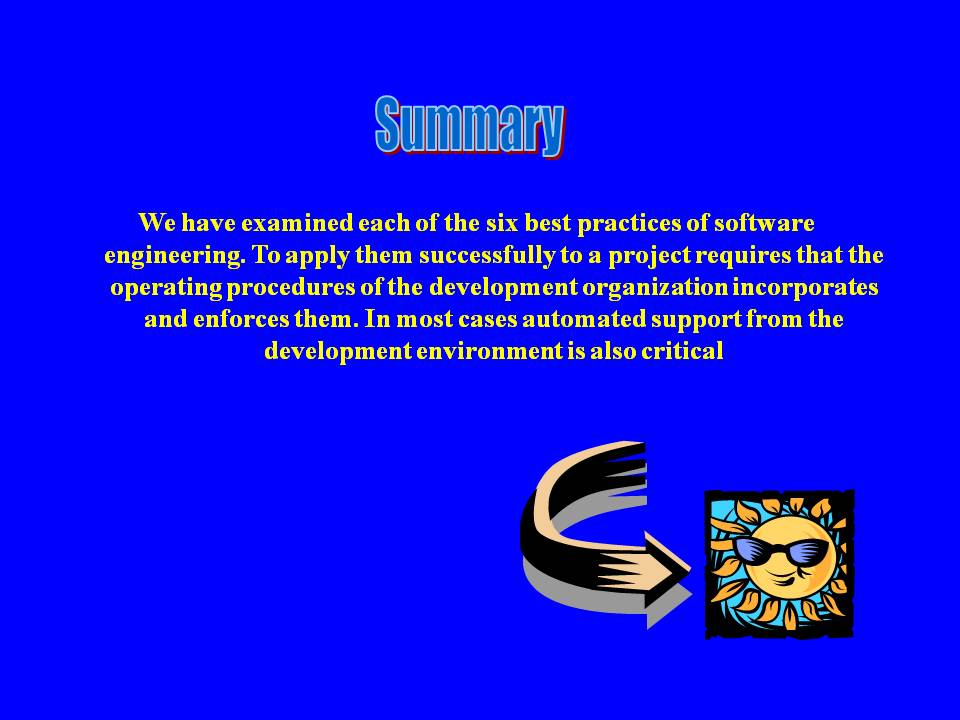 Summary
We have examined each of the six best practices of software
engineering. To apply them successfully to a project requires that the
operating procedures of the development organization incorporates
and enforces them. In most cases automated support from the
development environment is also critical